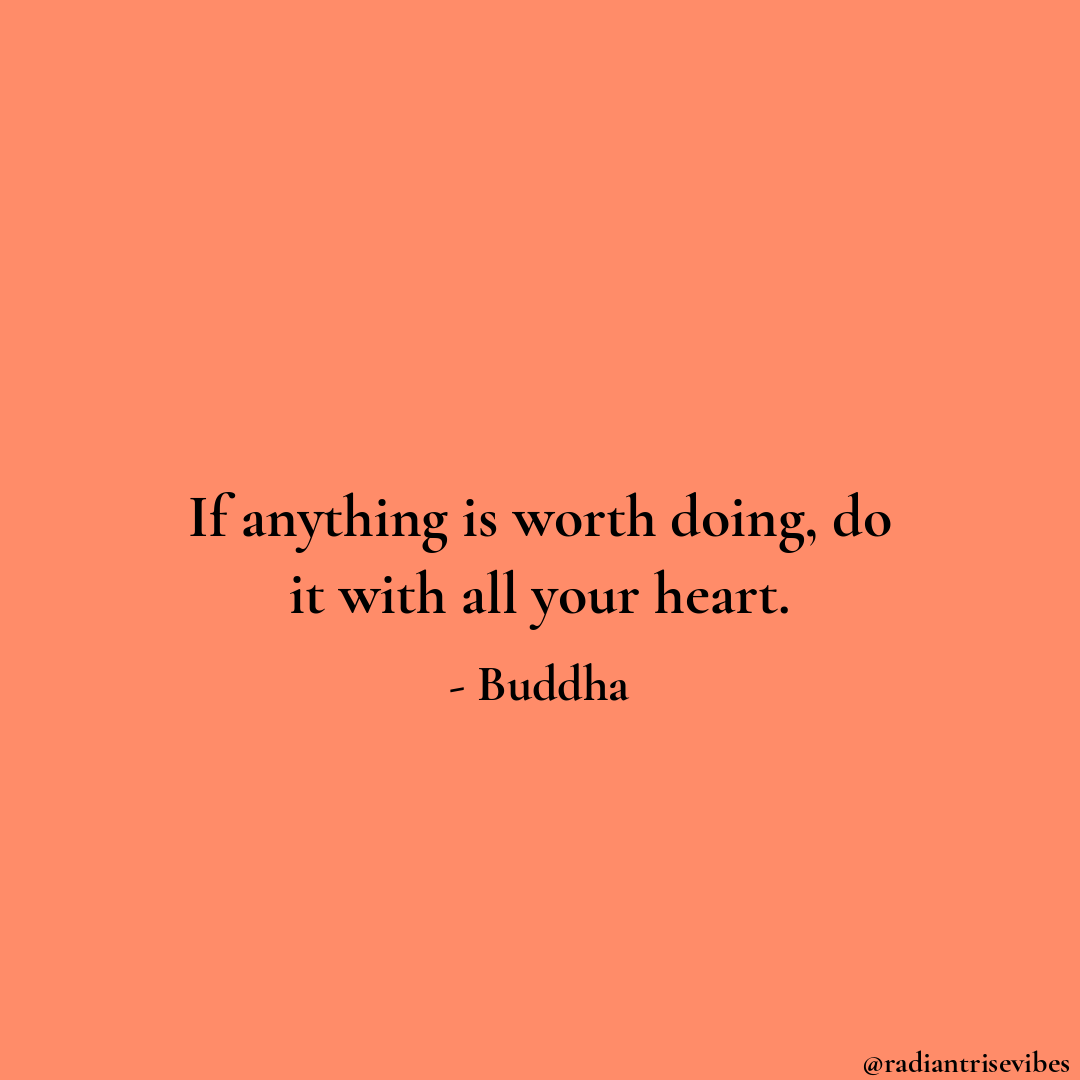 If anything is worth doing, do
it with all your heart.
- Buddha
@radiantrisevibes